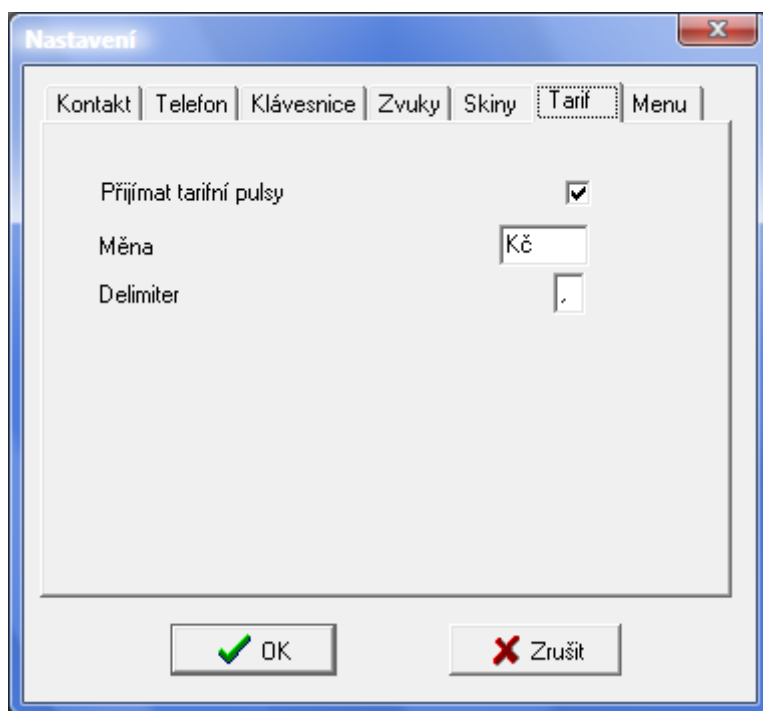 Nastavení
Kontakt Telefon Klávesnice Zvuky Skiny Tarif Menu
Přijímat tarifní pulsy
Měna Kč
Delimiter ,
OK Zrušit